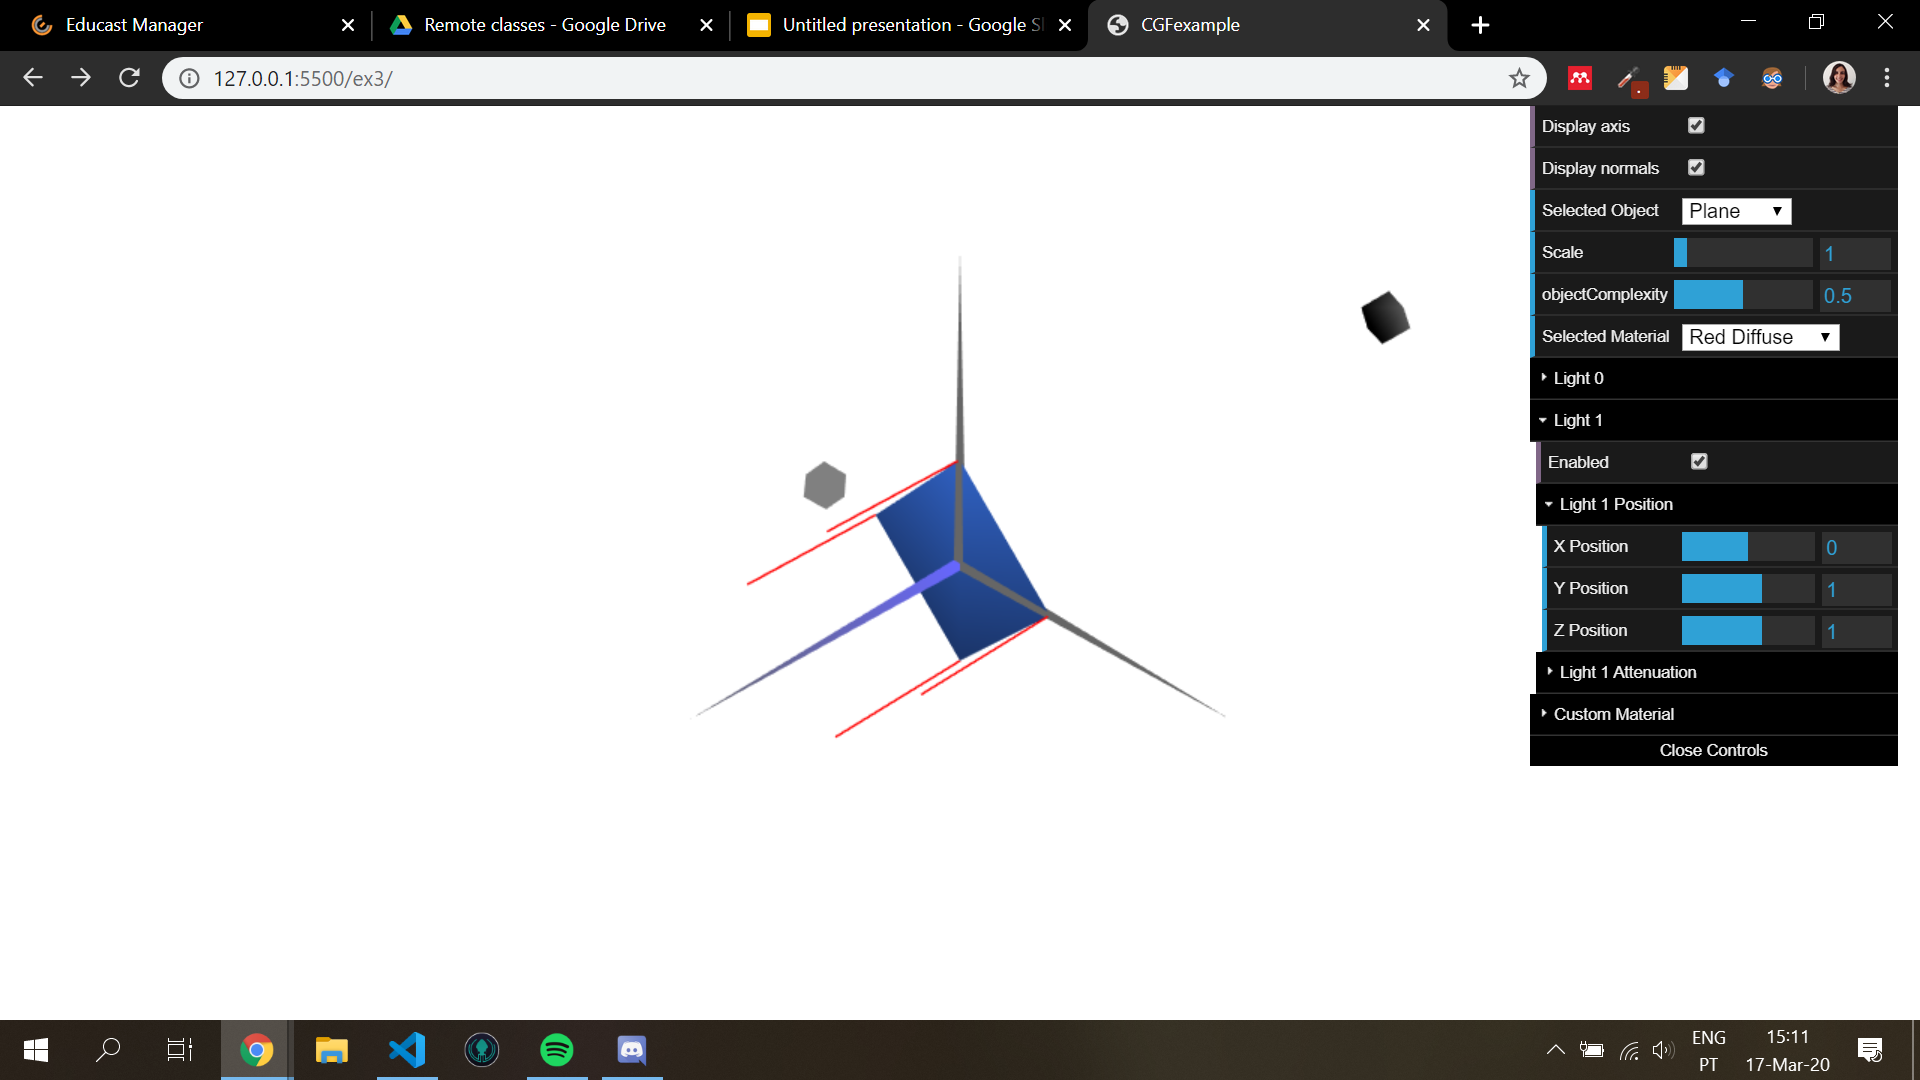 Educast Manager
Remote classes - Google Drive
Untitled presentation - Google Sl
CGFexample
127.0.0.1:5500/ex3/
Display axis
Display normals
Selected Object Plane
Scale 1
objectComplexity 0.5
Selected Material Red Diffuse
Light 0
Light 1
Enabled
Light 1 Position
X Position 0
Y Position 1
Z Position 1
Light 1 Attenuation
Custom Material
Close Controls
ENG 15:11
PT 17-Mar-20